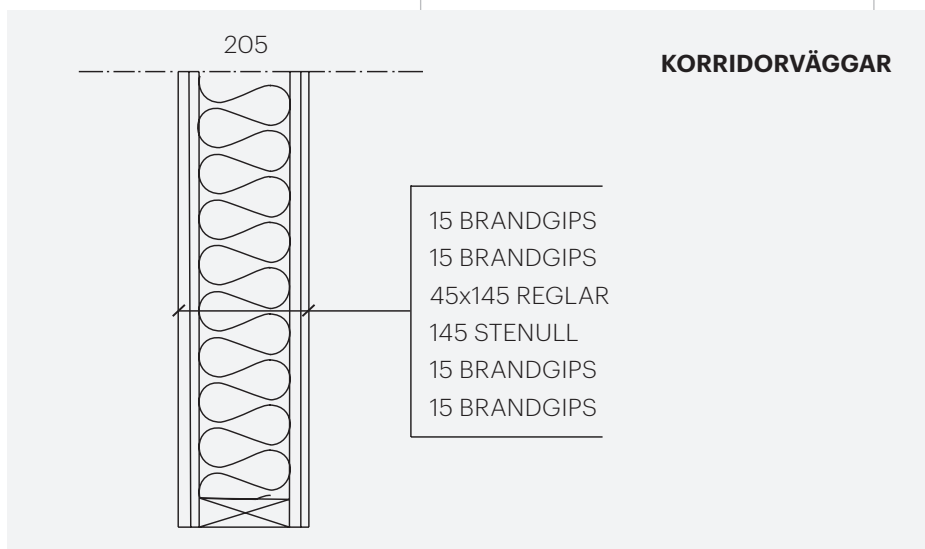 205
KORRIDORVÄGGAR
15 BRANDGIPS
15 BRANDGIPS
45x145 REGLAR
145 STENULL
15 BRANDGIPS
15 BRANDGIPS